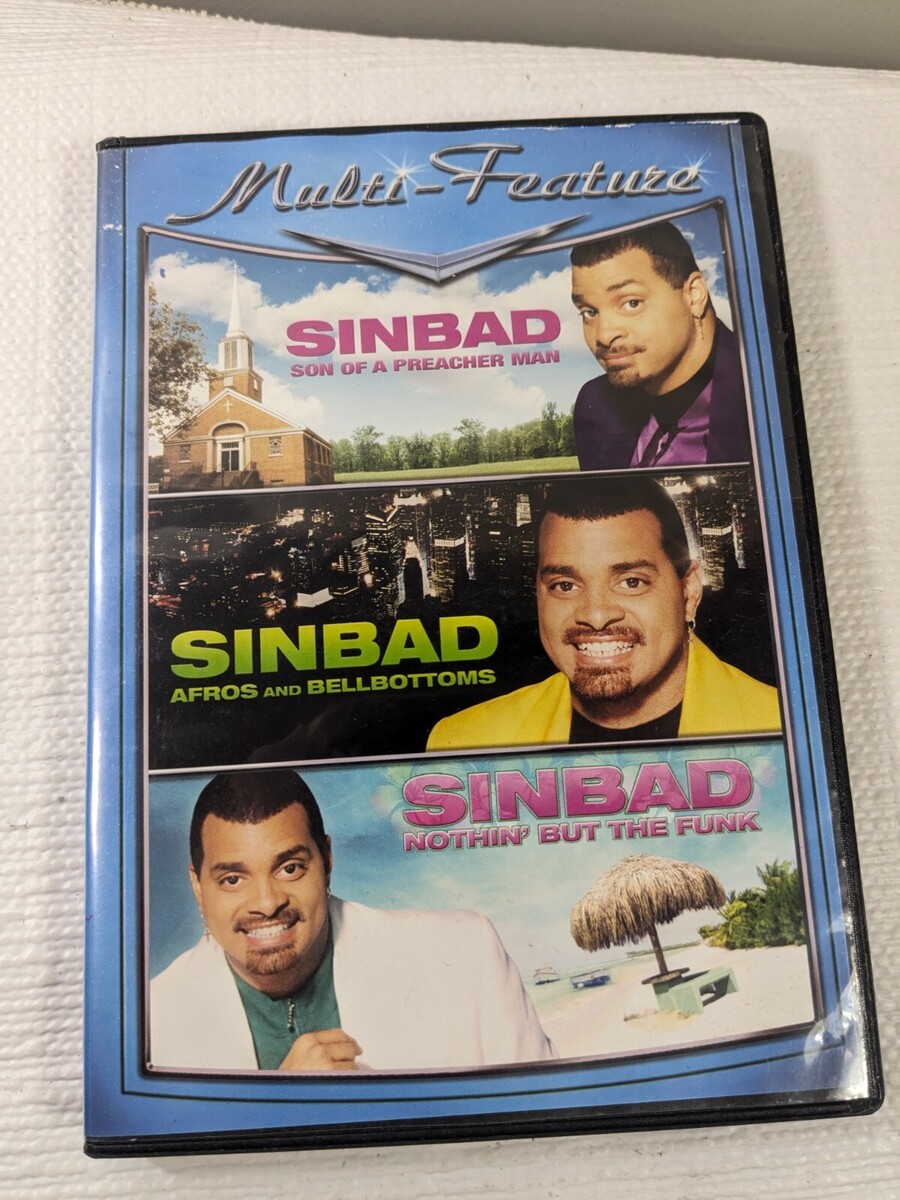 Multi-Feature
SINBAD
SON OF A PREACHER MAN
SINBAD
AFROS AND BELLBOTTOMS
SINBAD
NOTHIN' BUT THE FUNK